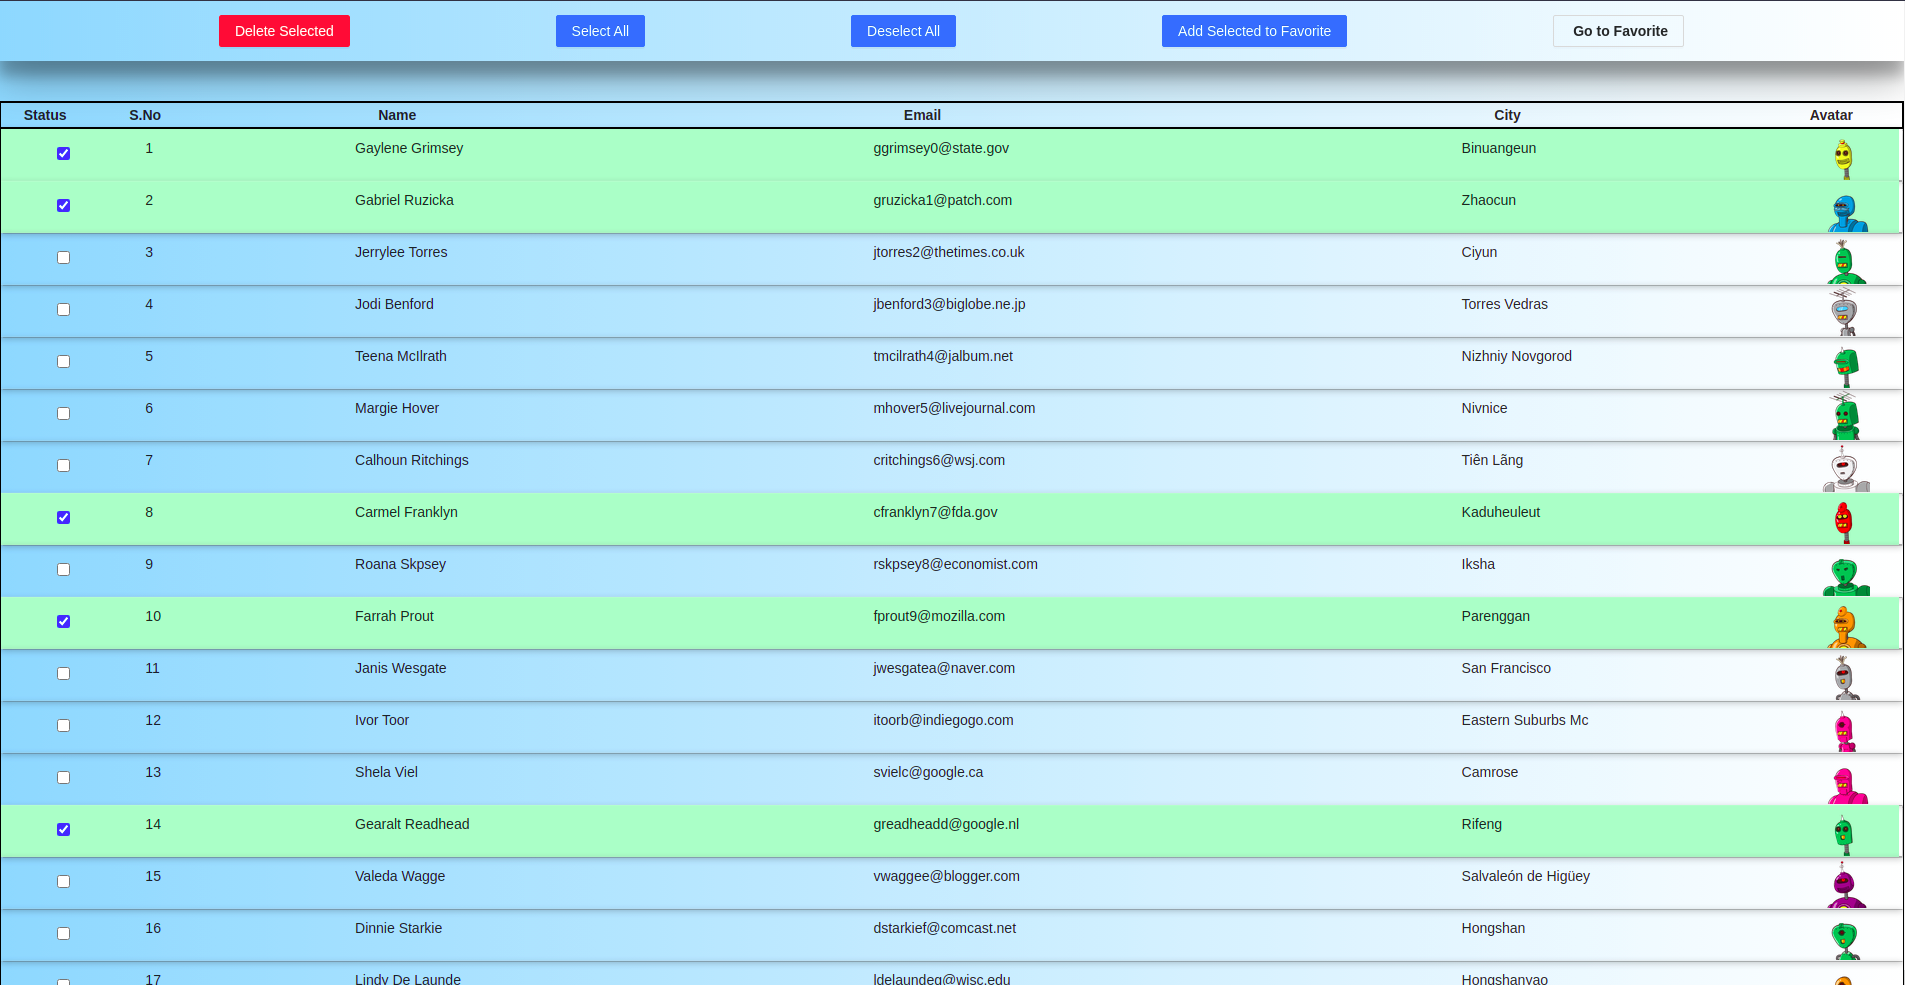 Delete Selected Select All Deselect All Add Selected to Favorite Go to Favorite
Status S.No Name Email City Avatar
1 Gaylene Grimsey ggrimsey0@state.gov Binuangeun
2 Gabriel Ruzicka gruzicka1@patch.com Zhaocun
3 Jerrylee Torres jtorres2@thetimes.co.uk Ciyun
4 Jodi Benford jbenford3@biglobe.ne.jp Torres Vedras
5 Teena McIlrath tmcilrath4@jalbum.net Nizhniy Novgorod
6 Margie Hover mhover5@livejournal.com Nivnice
7 Calhoun Ritchings critchings6@wsj.com Tiên Lãng
8 Carmel Franklyn cfranklyn7@fda.gov Kaduheuleut
9 Roana Skpsey rskpsey8@economist.com Iksha
10 Farrah Prout fprout9@mozilla.com Parenggan
11 Janis Wesgate jwesgatea@naver.com San Francisco
12 Ivor Toor itoorb@indiegogo.com Eastern Suburbs Mc
13 Shela Viel svielc@google.ca Camrose
14 Gearalt Readhead greadheadd@google.nl Rifeng
15 Valeda Wagge vwaggee@blogger.com Salvaleón de Higüey
16 Dinnie Starkie dstarkief@comcast.net Hongshan
17 Lindy De Launde ldelaundeg@wisc.edu Hongshanyao